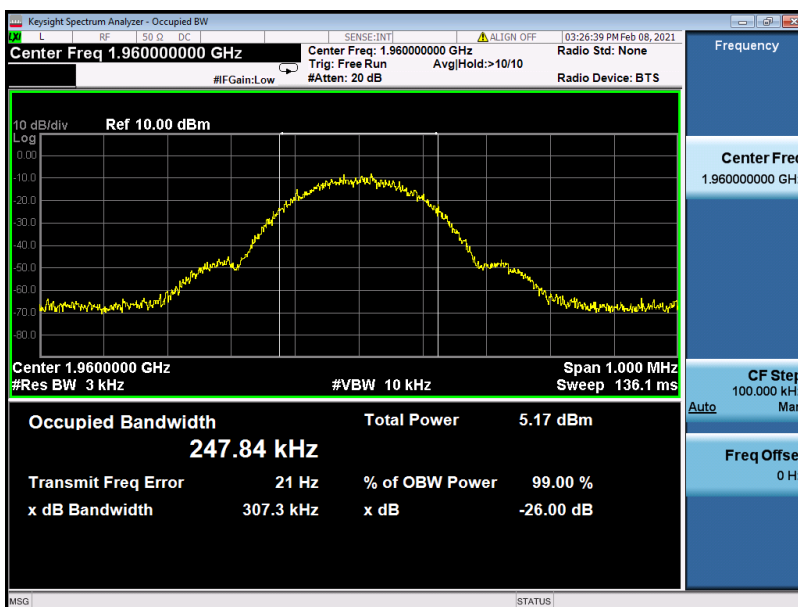 Keysight Spectrum Analyzer - Occupied BW
LXI L RF 50 Ω DC SENSE:INT ALIGN OFF 03:26:39 PM Feb 08, 2021
Center Freq 1.960000000 GHz
Center Freq: 1.960000000 GHz
Radio Std: None
Trig: Free Run Avg|Hold:>10/10
#IFGain:Low #Atten: 20 dB Radio Device: BTS
10 dB/div Ref 10.00 dBm
Log
0.00
-10.0
-20.0
-30.0
-40.0
-50.0
-60.0
-70.0
-80.0
Center 1.9600000 GHz Span 1.000 MHz
#Res BW 3 kHz #VBW 10 kHz Sweep 136.1 ms
Occupied Bandwidth Total Power 5.17 dBm
247.84 kHz
Transmit Freq Error 21 Hz % of OBW Power 99.00 %
x dB Bandwidth 307.3 kHz x dB -26.00 dB
MSG STATUS
Frequency
Center Freq
1.960000000 GH
CF Step
100.000 kH
Auto Man
Freq Offse
0 H